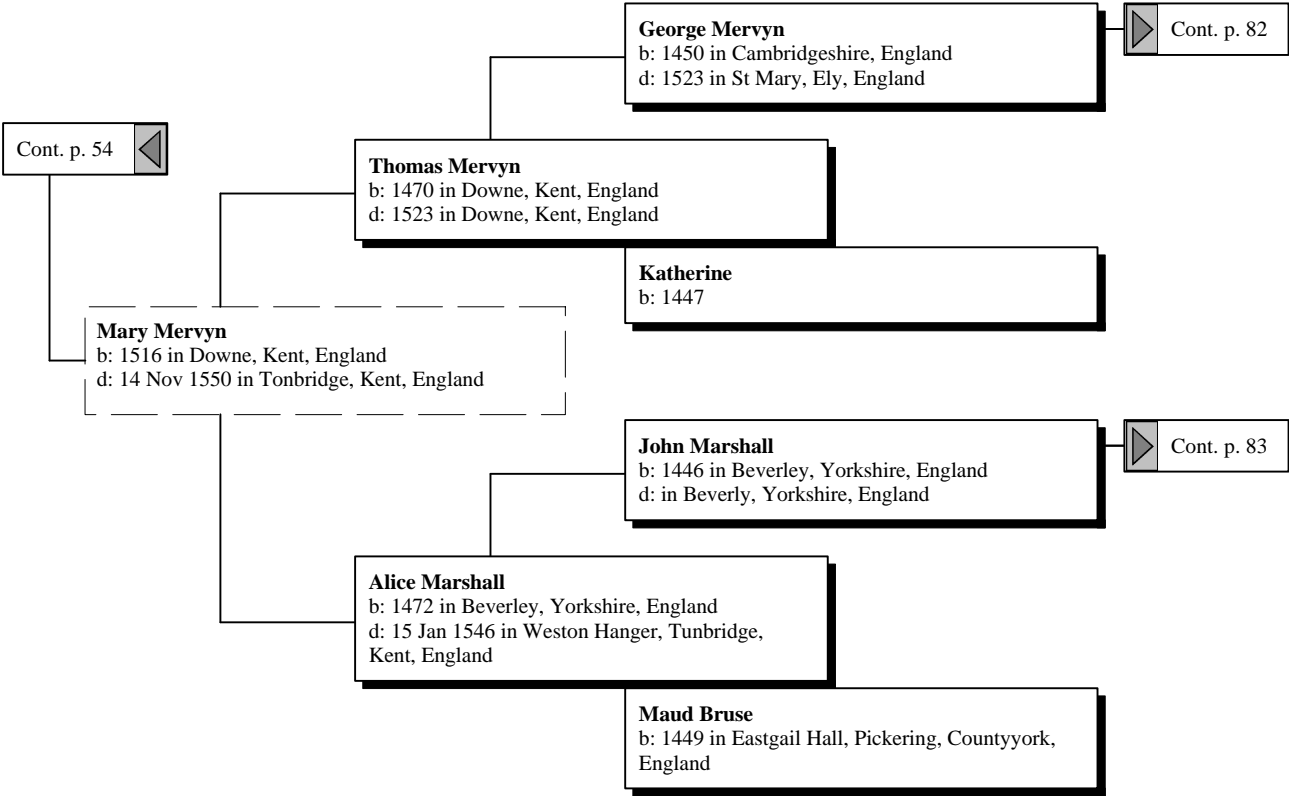 George Mervyn
b: 1450 in Cambridgeshire, England
d: 1523 in St Mary, Ely, England
Cont. p. 82
Cont. p. 54
Thomas Mervyn
b: 1470 in Downe, Kent, England
d: 1523 in Downe, Kent, England
Katherine
b: 1447
Mary Mervyn
b: 1516 in Downe, Kent, England
d: 14 Nov 1550 in Tonbridge, Kent, England
John Marshall
b: 1446 in Beverley, Yorkshire, England
d: in Beverly, Yorkshire, England
Cont. p. 83
Alice Marshall
b: 1472 in Beverley, Yorkshire, England
d: 15 Jan 1546 in Weston Hanger, Tunbridge,
Kent, England
Maud Bruse
b: 1449 in Eastgail Hall, Pickering, Countyyork,
England